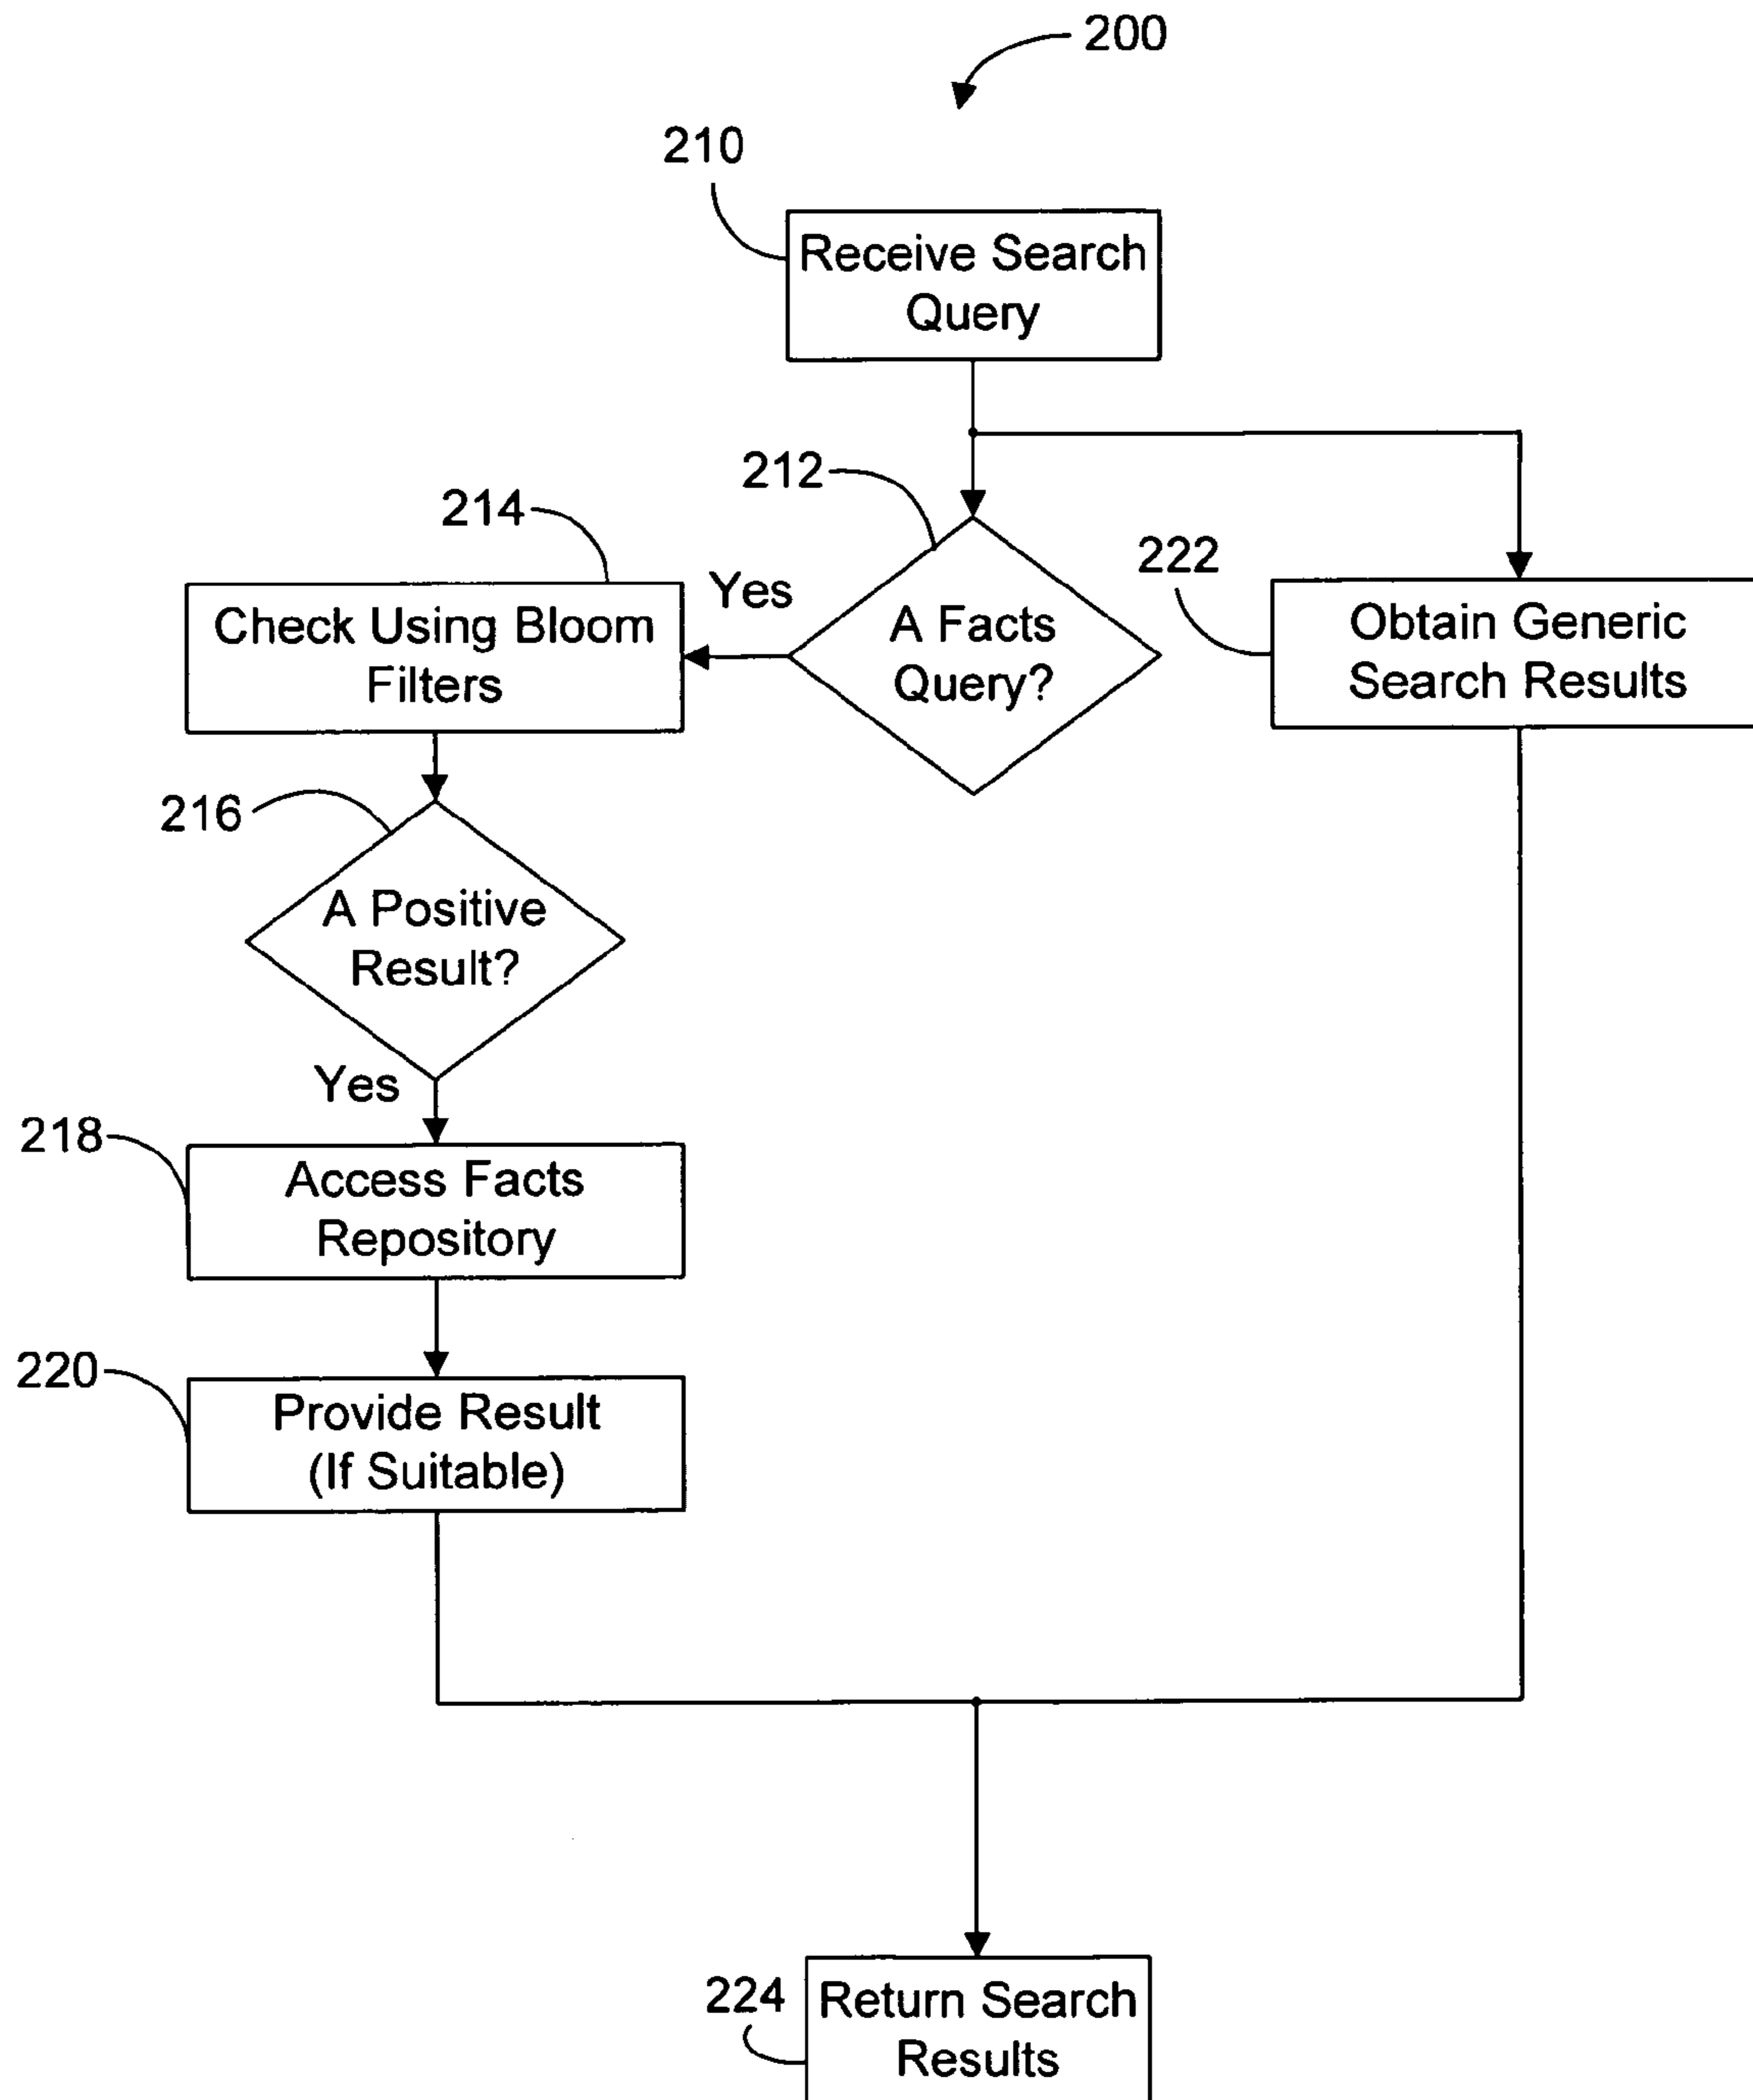 200
210
Receive Search
Query
212
214
222
Yes
Check Using Bloom
Filters
A Facts
Query?
Obtain Generic
Search Results
216
A Positive
Result?
Yes
218
Access Facts
Repository
220
Provide Result
(If Suitable)
224
Return Search
Results